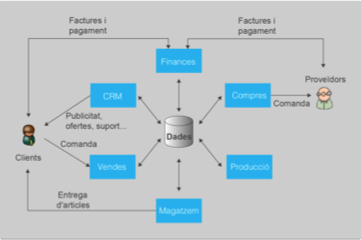 Factures i
pagament
Factures i
pagament
Finances
Proveïdors
CRM
Compres
Comanda
Publicitat,
ofertes, suport...
Dades
Comanda
Clients
Vendes
Producció
Entrega
d'articles
Magatzem